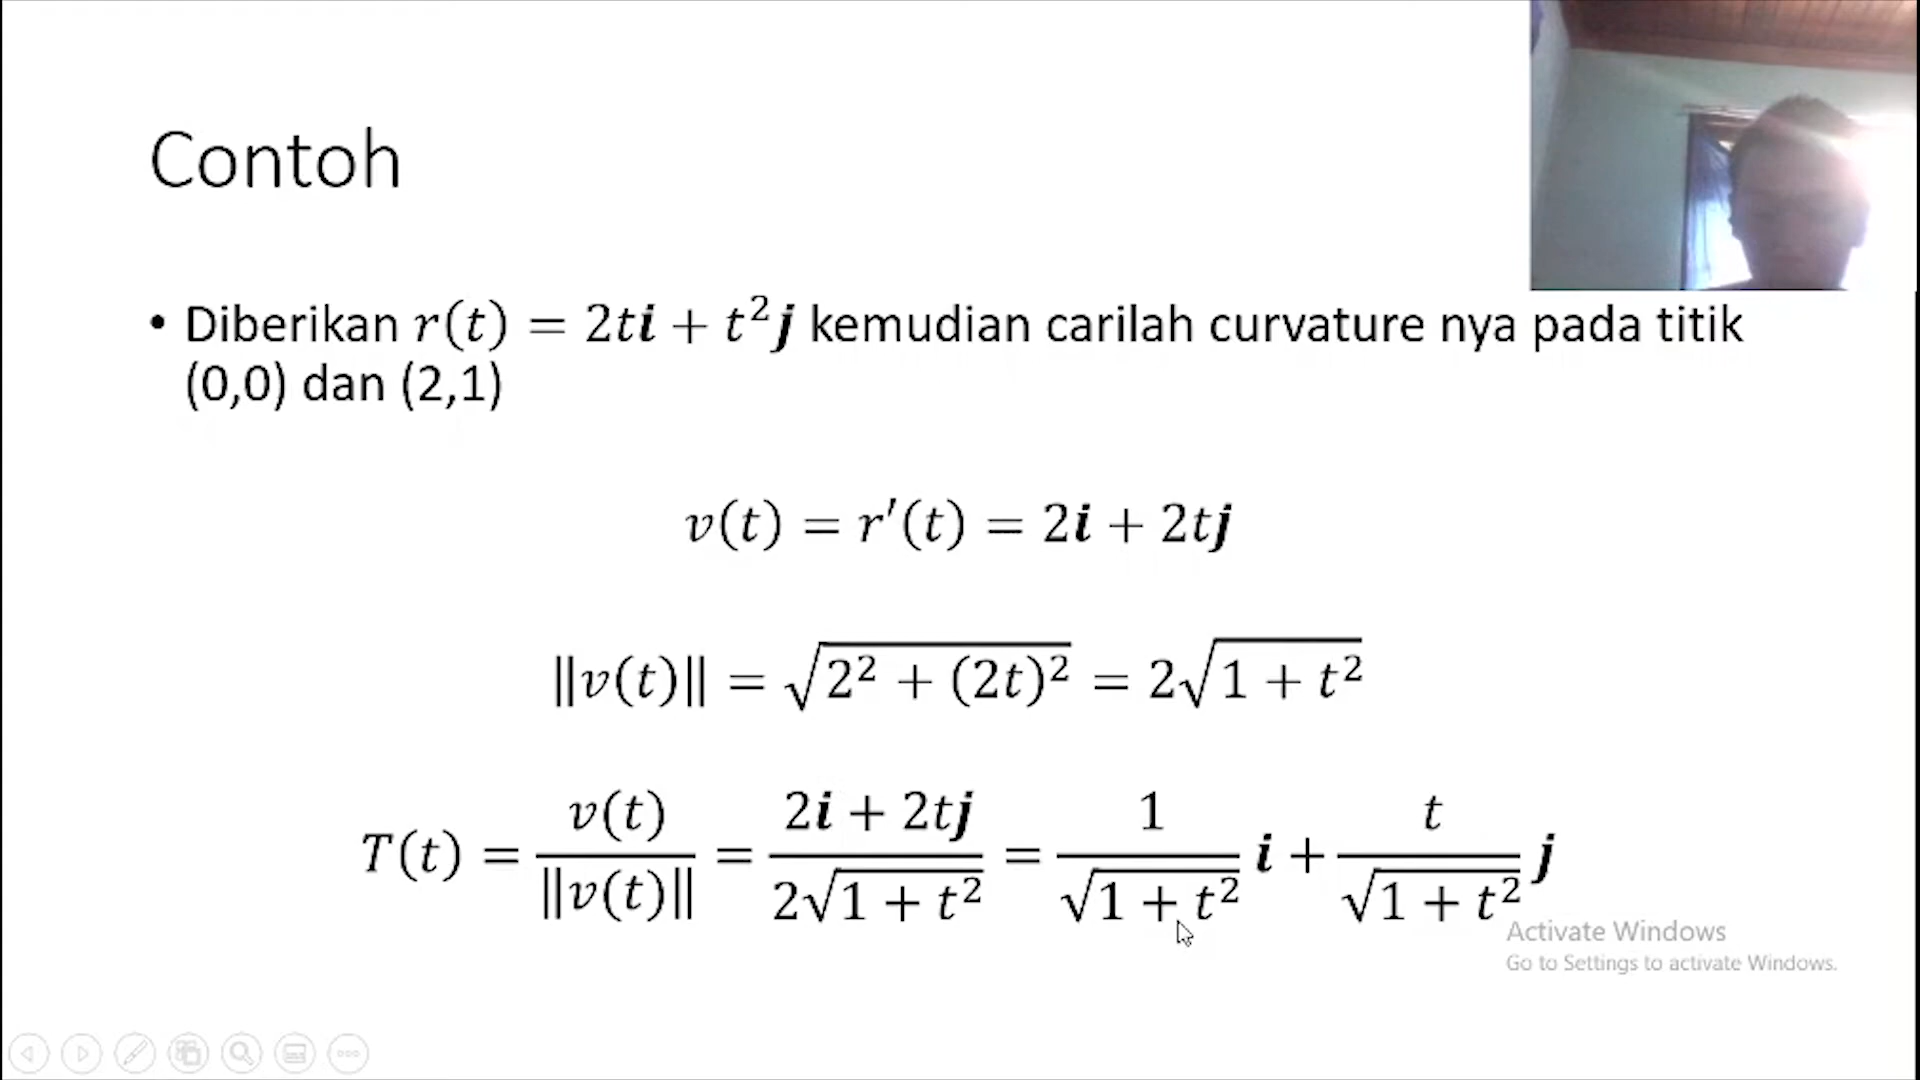 Contoh
• Diberikan r(t) = 2ti + t²j kemudian carilah curvature nya pada titik
(0,0) dan (2,1)
v(t) = r′(t) = 2i + 2tj
‖v(t)‖ = √(2² + (2t)²) = 2√(1 + t²)
T(t) = v(t)/‖v(t)‖ = (2i + 2tj)/(2√(1 + t²)) = 1/√(1 + t²) i + t/√(1 + t²) j
Activate Windows
Go to Settings to activate Windows.